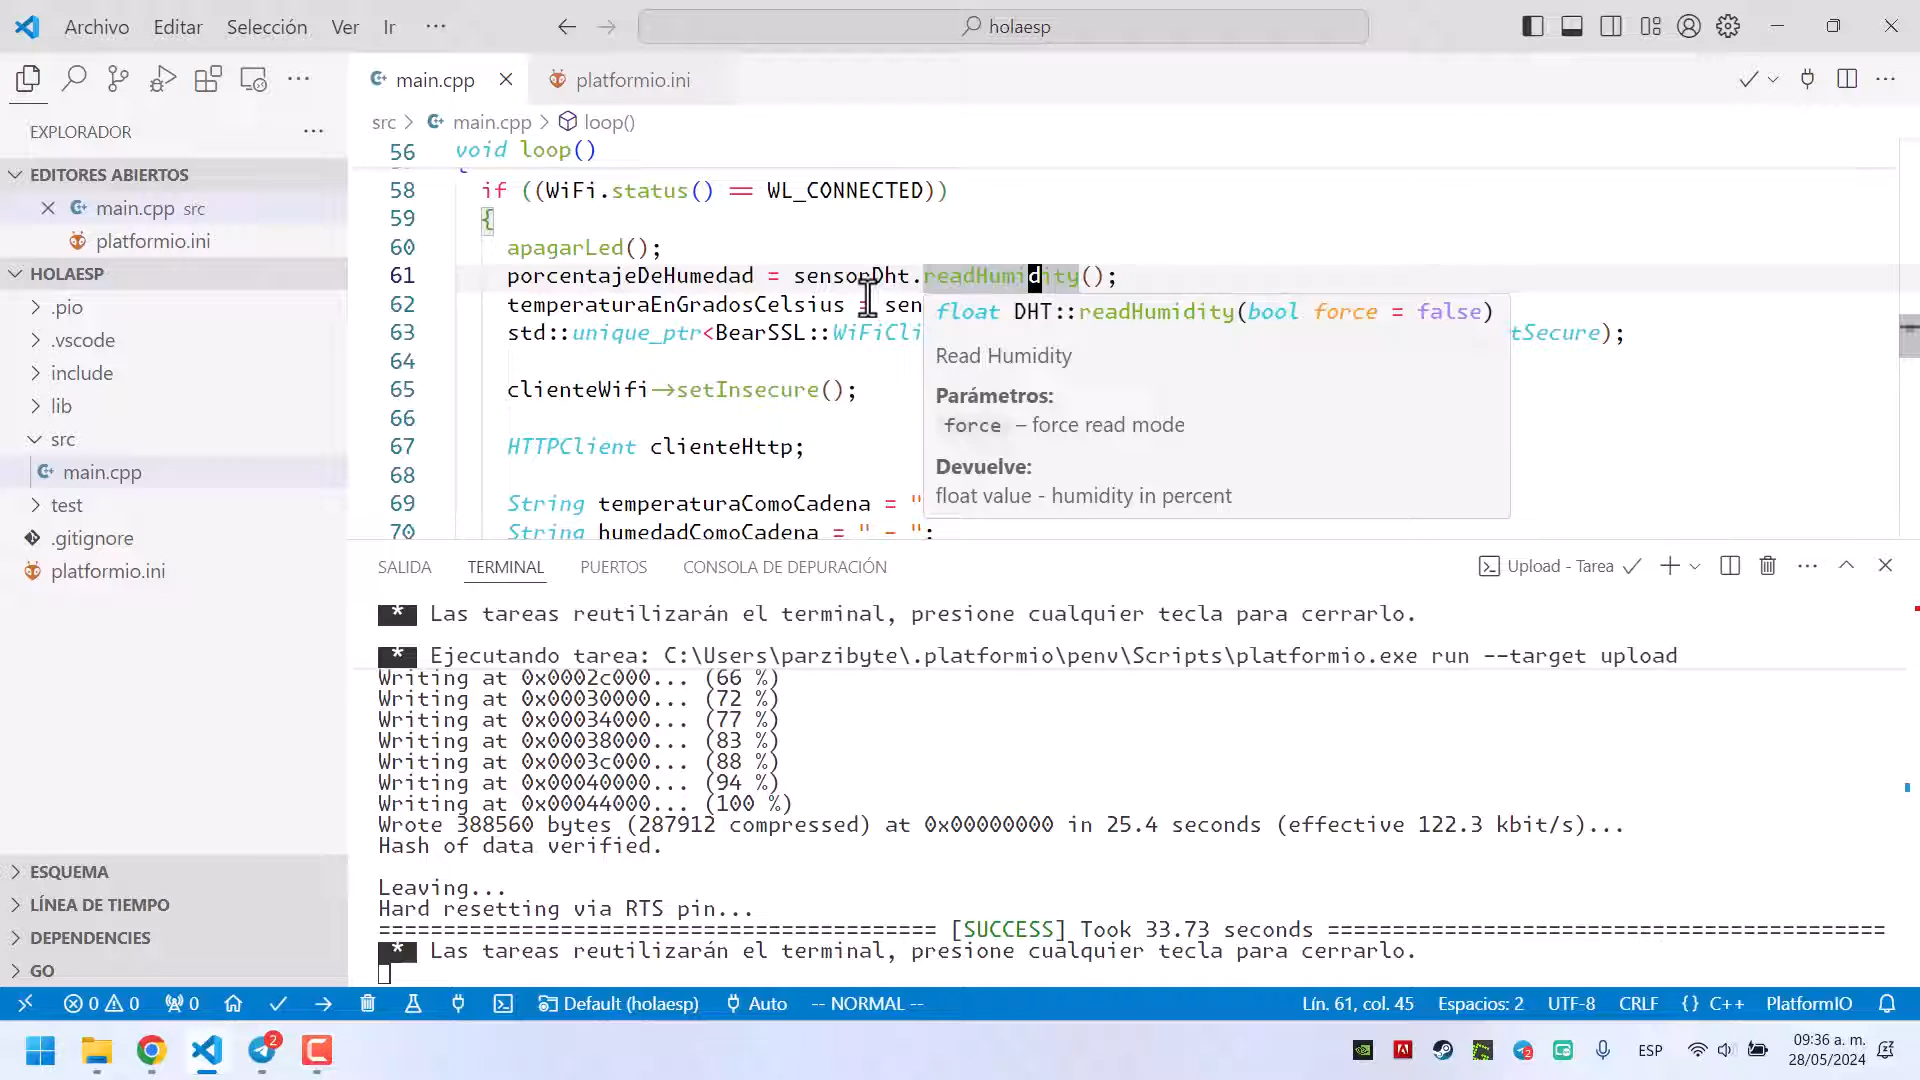 Archivo Editar Selección Ver Ir ··· holaesp
main.cpp platformio.ini
EXPLORADOR
EDITORES ABIERTOS
main.cpp src
platformio.ini
HOLAESP
.pio
.vscode
include
lib
src
main.cpp
test
.gitignore
platformio.ini
ESQUEMA
LÍNEA DE TIEMPO
DEPENDENCIES
GO
src > main.cpp > loop()
56 void loop()
58 if ((WiFi.status() == WL_CONNECTED))
59 {
60 apagarLed();
61 porcentajeDeHumedad = sensorDht.readHumidity();
62 temperaturaEnGradosCelsius = sen
63 std::unique_ptr<BearSSL::WiFiCli tSecure);
64
65 clienteWifi->setInsecure();
66
67 HTTPClient clienteHttp;
68
69 String temperaturaComoCadena = "
70 String humedadComoCadena = " - ";
float DHT::readHumidity(bool force = false)
Read Humidity
Parámetros:
force – force read mode
Devuelve:
float value - humidity in percent
SALIDA TERMINAL PUERTOS CONSOLA DE DEPURACIÓN Upload - Tarea
* Las tareas reutilizarán el terminal, presione cualquier tecla para cerrarlo.
* Ejecutando tarea: C:\Users\parzibyte\.platformio\penv\Scripts\platformio.exe run --target upload
Writing at 0x0002c000... (66 %)
Writing at 0x00030000... (72 %)
Writing at 0x00034000... (77 %)
Writing at 0x00038000... (83 %)
Writing at 0x0003c000... (88 %)
Writing at 0x00040000... (94 %)
Writing at 0x00044000... (100 %)
Wrote 388560 bytes (287912 compressed) at 0x00000000 in 25.4 seconds (effective 122.3 kbit/s)...
Hash of data verified.
Leaving...
Hard resetting via RTS pin...
=========================================== [SUCCESS] Took 33.73 seconds ===========================================
* Las tareas reutilizarán el terminal, presione cualquier tecla para cerrarlo.
0 0 0 Default (holaesp) Auto -- NORMAL -- Lín. 61, col. 45 Espacios: 2 UTF-8 CRLF {} C++ PlatformIO
2 2 ESP 09:36 a. m.
28/05/2024